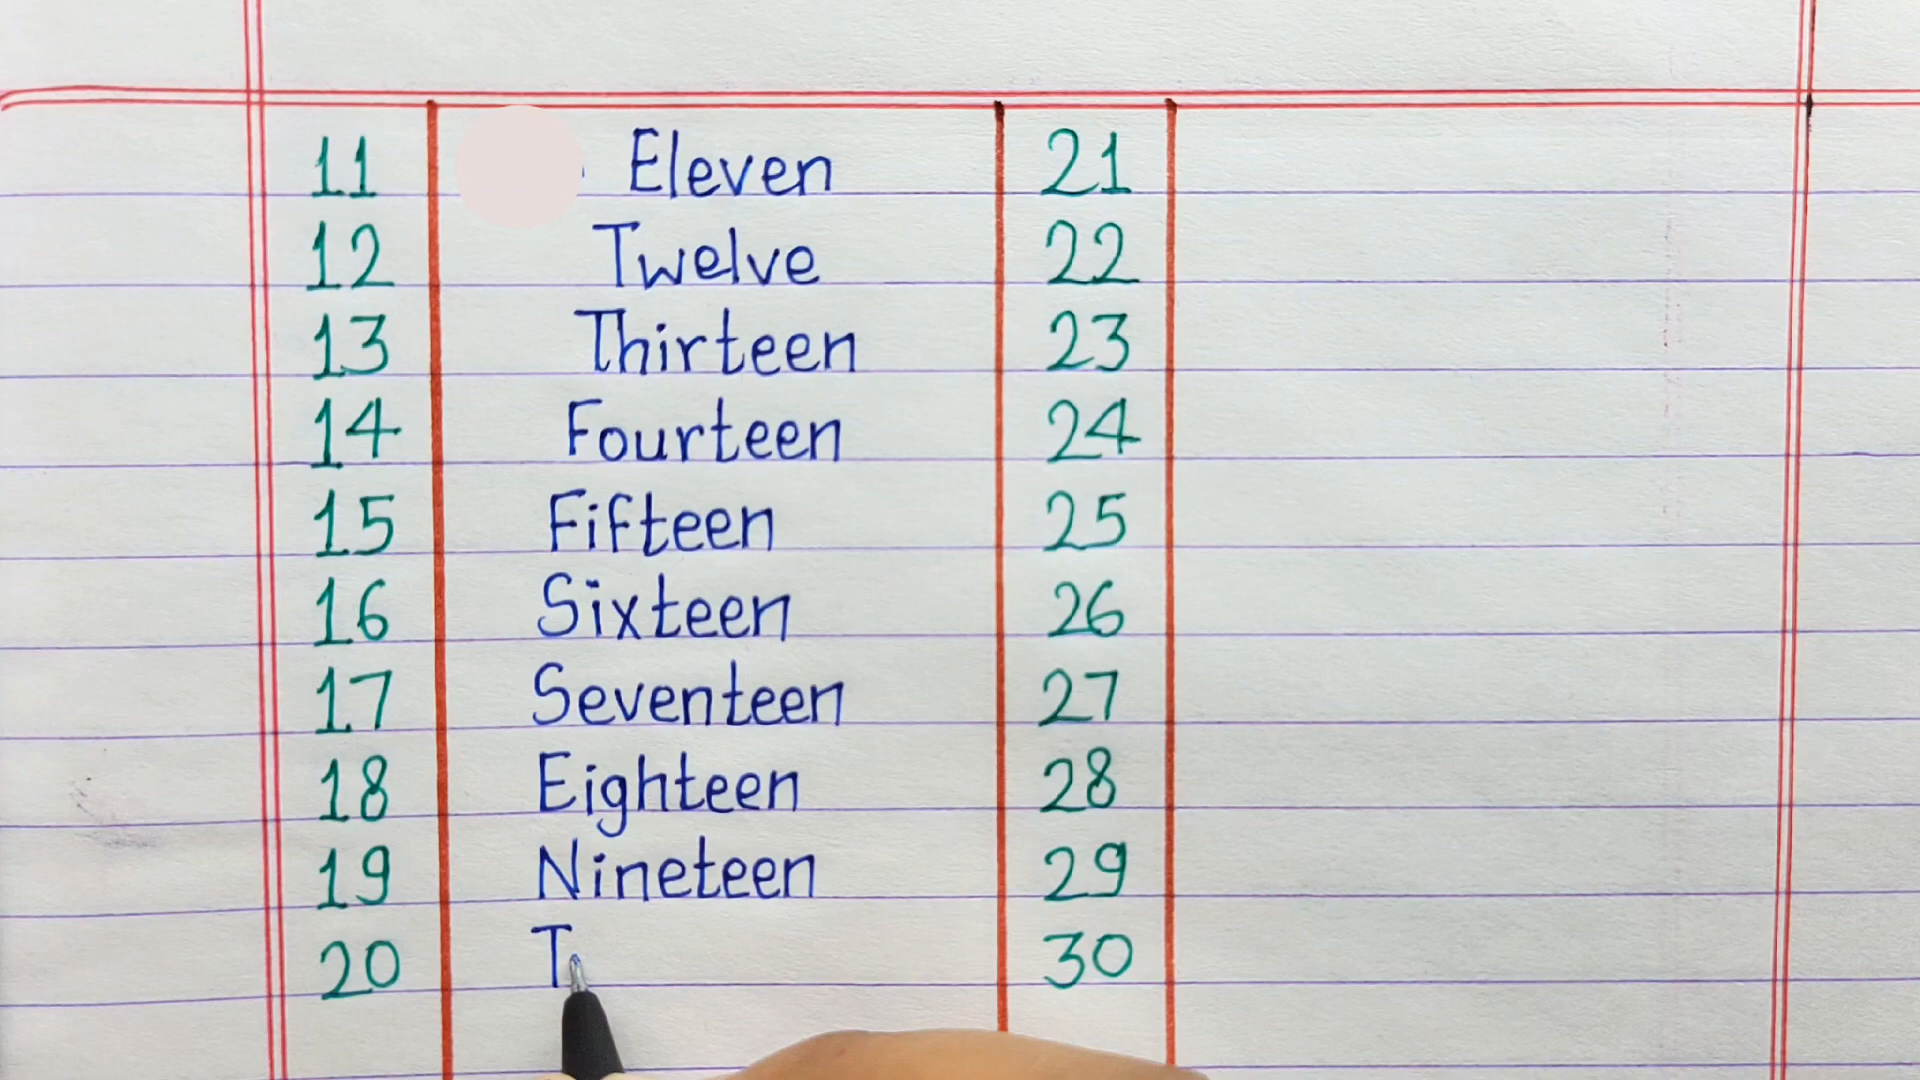 11 Eleven 21
12 Twelve 22
13 Thirteen 23
14 Fourteen 24
15 Fifteen 25
16 Sixteen 26
17 Seventeen 27
18 Eighteen 28
19 Nineteen 29
20 T 30